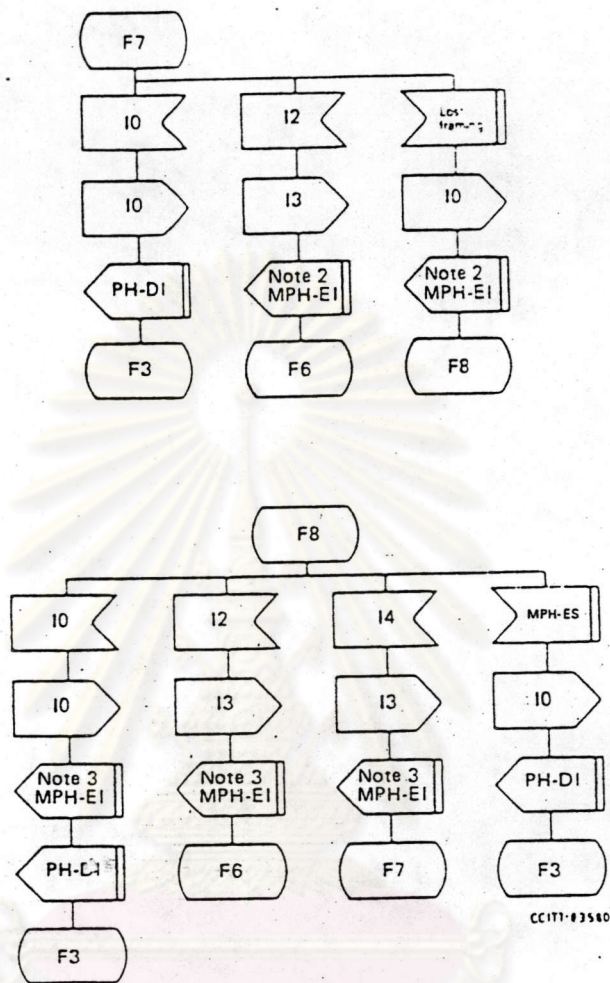 F7
I0
I2
Lost
framing
I0
I3
I0
PH-DI
Note 2
MPH-EI
Note 2
MPH-EI
F3
F6
F8
F8
I0
I2
I4
MPH-ES
I0
I3
I3
I0
Note 3
MPH-EI
Note 3
MPH-EI
Note 3
MPH-EI
PH-DI
PH-DI
F6
F7
F3
CCITT-83580
F3